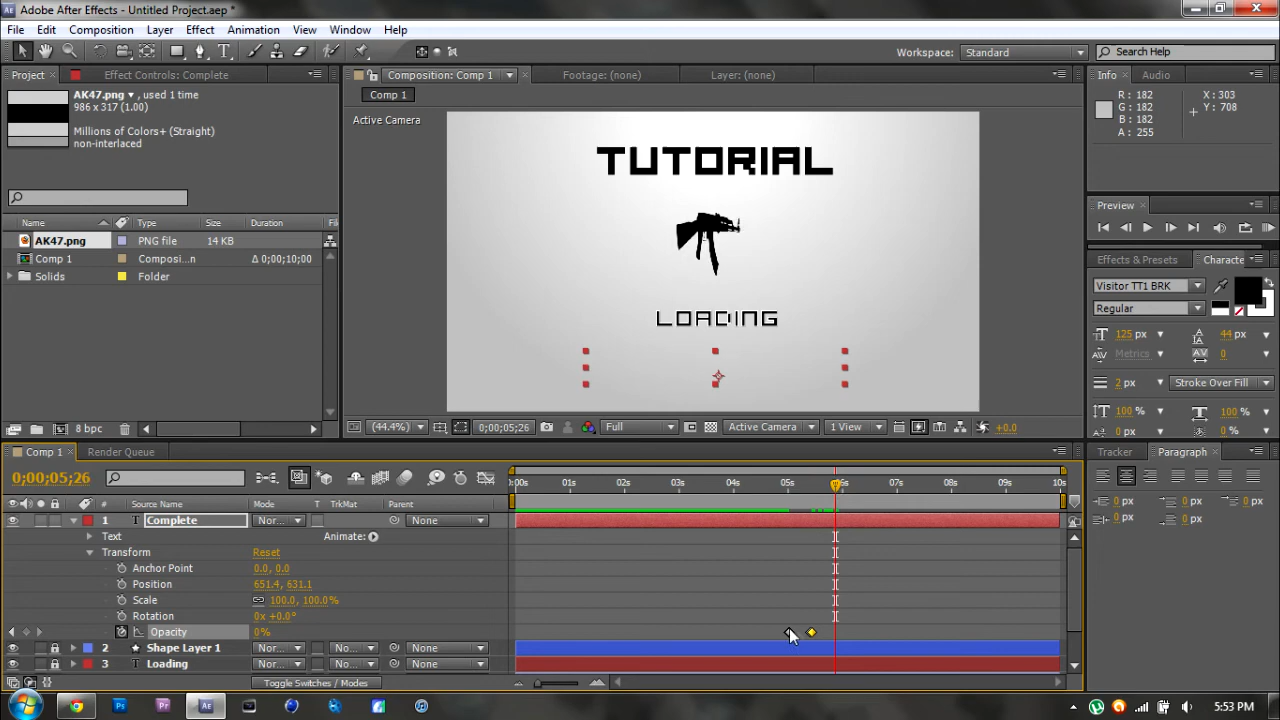 Adobe After Effects - Untitled Project.aep *
File Edit Composition Layer Effect Animation View Window Help
Workspace: Standard Search Help
Project Effect Controls: Complete
Composition: Comp 1 Footage: (none) Layer: (none)
Info Audio
AK47.png ▾, used 1 time
986 x 317 (1.00)
Millions of Colors+ (Straight)
non-interlaced
Comp 1
Active Camera
R: 182
G: 182
B: 182
A: 255
X: 303
Y: 708
TUTORIAL
LOADING
Preview
Name Type Size Duration
AK47.png PNG file 14 KB
Comp 1 Composi...n Δ 0;00;10;00
Solids Folder
Effects & Presets
Visitor TT1 BRK
Regular
125 px 44 px
Metrics 0
2 px Stroke Over Fill
100 % 100 %
0 px 0 %
8 bpc
(44.4%) 0;00;05;26 Full Active Camera 1 View +0.0
Comp 1 Render Queue
Tracker Paragraph
0;00;05;26
01s 02s 03s 04s 05s 07s 08s 09s
Source Name Mode T TrkMat Parent
1 T Complete Nor... None
Text Animate:
Transform Reset
Anchor Point 0.0, 0.0
Position 651.4, 631.1
Scale 100.0, 100.0%
Rotation 0x +0.0°
Opacity 0%
2 Shape Layer 1 Nor... No... None
3 T Loading Nor... No... None
Toggle Switches / Modes
0 px 0 px 0 px
0 px 0 px
5:53 PM